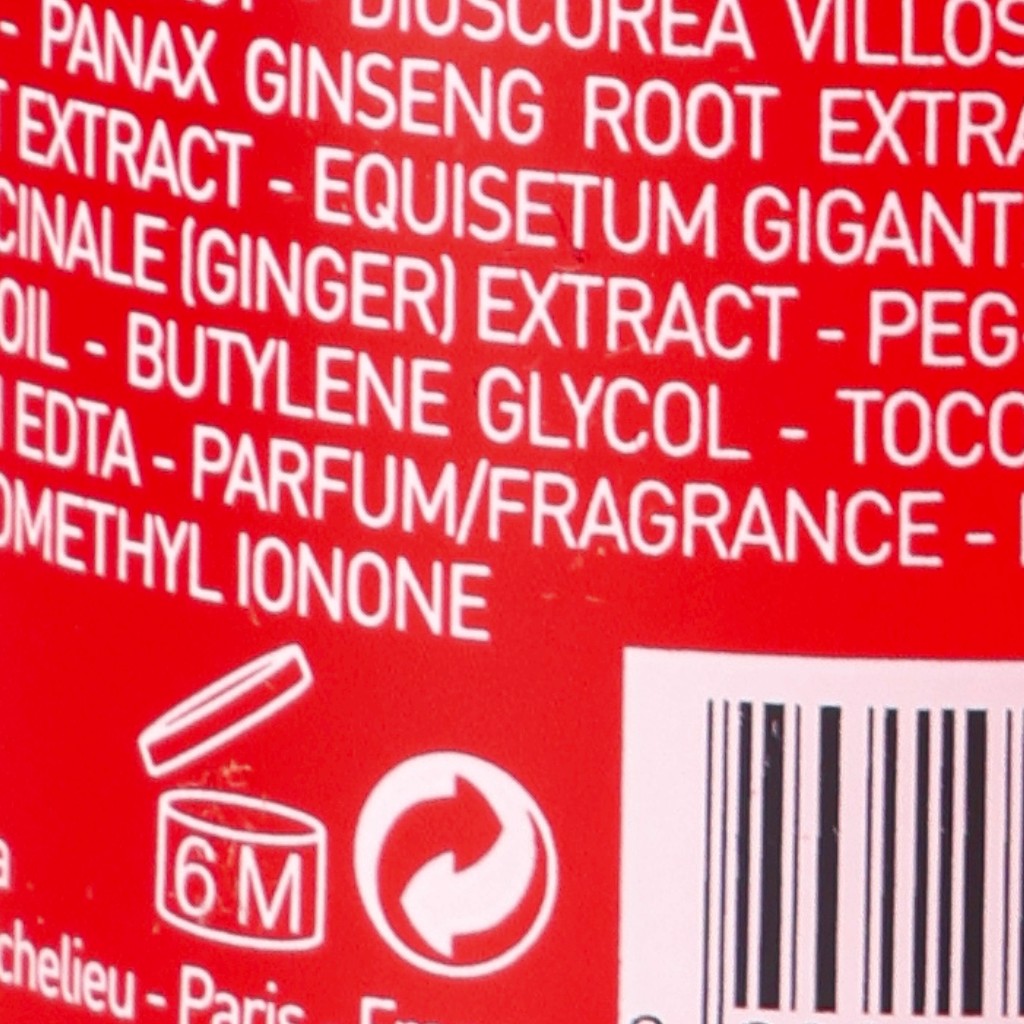 DIOSCOREA VILLOS
- PANAX GINSENG ROOT EXTRA
EXTRACT - EQUISETUM GIGANT
CINALE (GINGER) EXTRACT - PEG
OIL - BUTYLENE GLYCOL - TOCO
EDTA - PARFUM/FRAGRANCE -
OMETHYL IONONE
6 M
chelieu - Paris